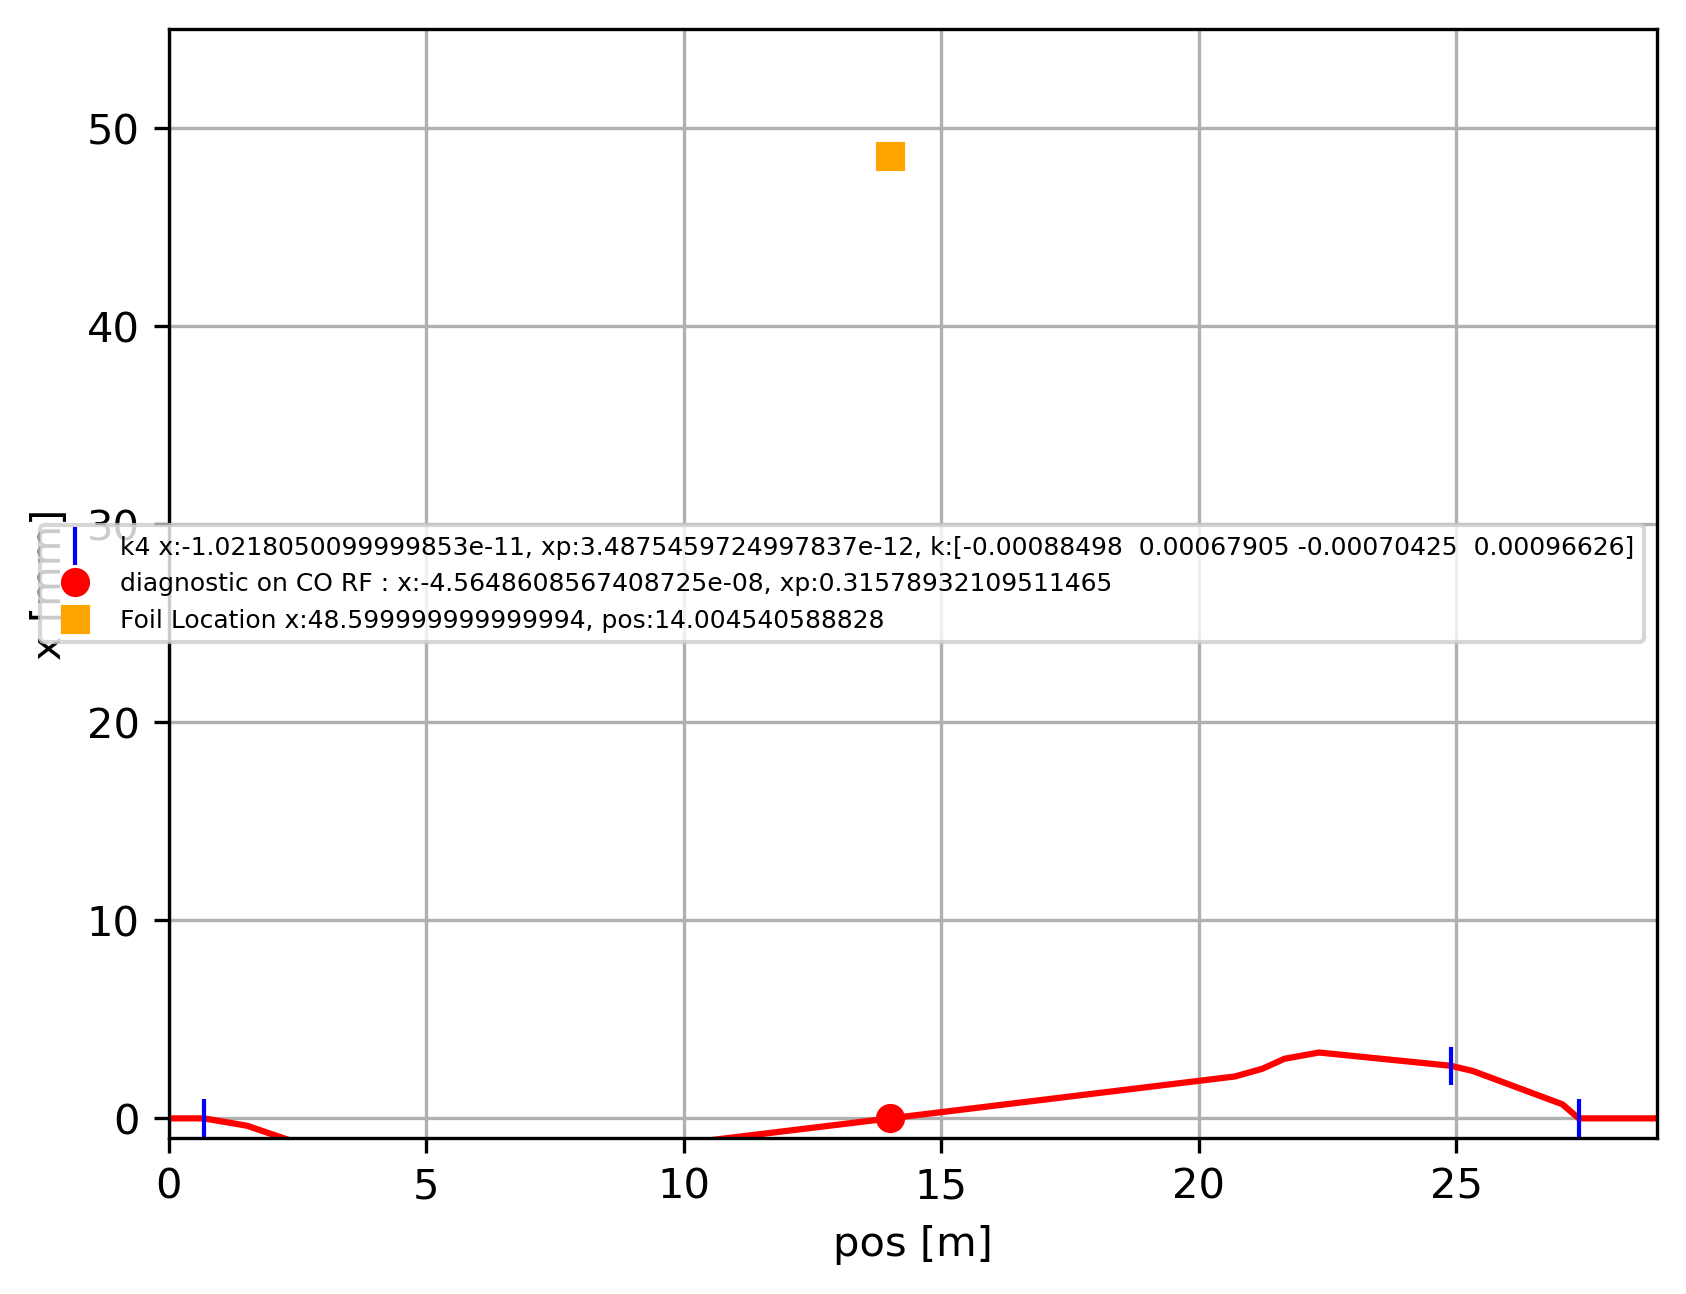 50
40
30
x [mm]
k4 x:-1.0218050099999853e-11, xp:3.4875459724997837e-12, k:[-0.00088498  0.00067905 -0.00070425  0.00096626]
diagnostic on CO RF : x:-4.5648608567408725e-08, xp:0.31578932109511465
Foil Location x:48.599999999999994, pos:14.004540588828
20
10
0
0 5 10 15 20 25
pos [m]